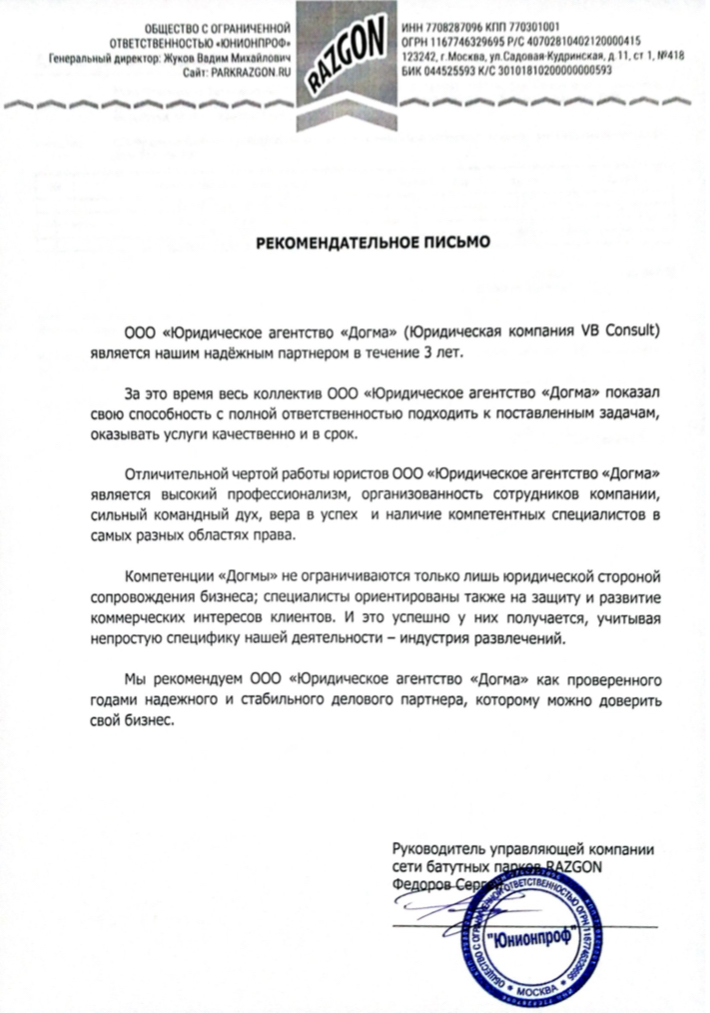 ОБЩЕСТВО С ОГРАНИЧЕННОЙ
ОТВЕТСТВЕННОСТЬЮ «ЮНИОНПРОФ»
Генеральный директор: Жуков Вадим Михайлович
Сайт: PARKRAZGON.RU
RAZGON
ИНН 7708287096 КПП 770301001
ОГРН 1167746329695 Р/С 40702810402120000415
123242, г.Москва, ул.Садовая-Кудринская, д.11, ст 1, №418
БИК 044525593 К/С 30101810200000000593
РЕКОМЕНДАТЕЛЬНОЕ ПИСЬМО
ООО «Юридическое агентство «Догма» (Юридическая компания VB Consult)
является нашим надёжным партнером в течение 3 лет.
За это время весь коллектив ООО «Юридическое агентство «Догма» показал
свою способность с полной ответственностью подходить к поставленным задачам,
оказывать услуги качественно и в срок.
Отличительной чертой работы юристов ООО «Юридическое агентство «Догма»
является высокий профессионализм, организованность сотрудников компании,
сильный командный дух, вера в успех и наличие компетентных специалистов в
самых разных областях права.
Компетенции «Догмы» не ограничиваются только лишь юридической стороной
сопровождения бизнеса; специалисты ориентированы также на защиту и развитие
коммерческих интересов клиентов. И это успешно у них получается, учитывая
непростую специфику нашей деятельности – индустрия развлечений.
Мы рекомендуем ООО «Юридическое агентство «Догма» как проверенного
годами надежного и стабильного делового партнера, которому можно доверить
свой бизнес.
Руководитель управляющей компании
сети батутных парков RAZGON
Федоров Сергей
ОБЩЕСТВО С ОГРАНИЧЕННОЙ ОТВЕТСТВЕННОСТЬЮ ОГРН 1167746329695
"Юнионпроф"
* МОСКВА *